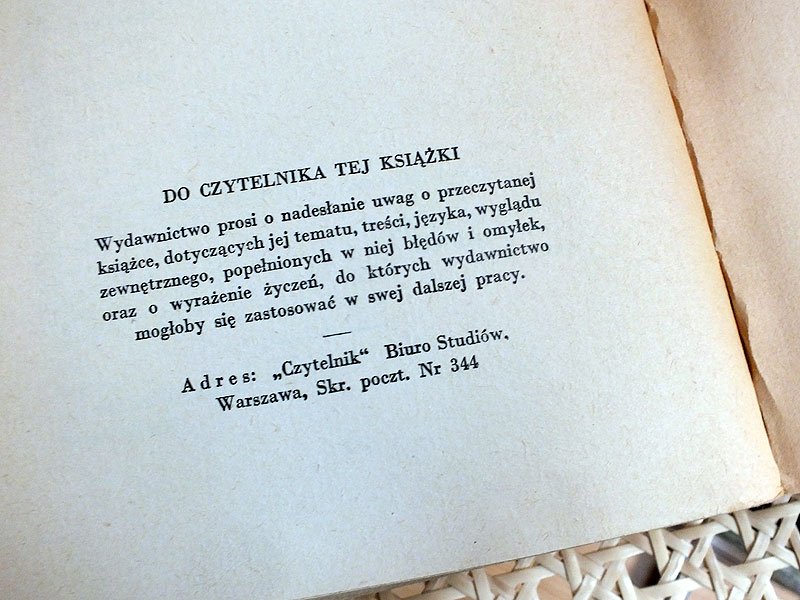 DO CZYTELNIKA TEJ KSIĄŻKI
Wydawnictwo prosi o nadesłanie uwag o przeczytanej
książce, dotyczących jej tematu, treści, języka, wyglądu
zewnętrznego, popełnionych w niej błędów i omyłek,
oraz o wyrażenie życzeń, do których wydawnictwo
mogłoby się zastosować w swej dalszej pracy.
Adres: „Czytelnik“ Biuro Studiów.
Warszawa, Skr. poczt. Nr 344